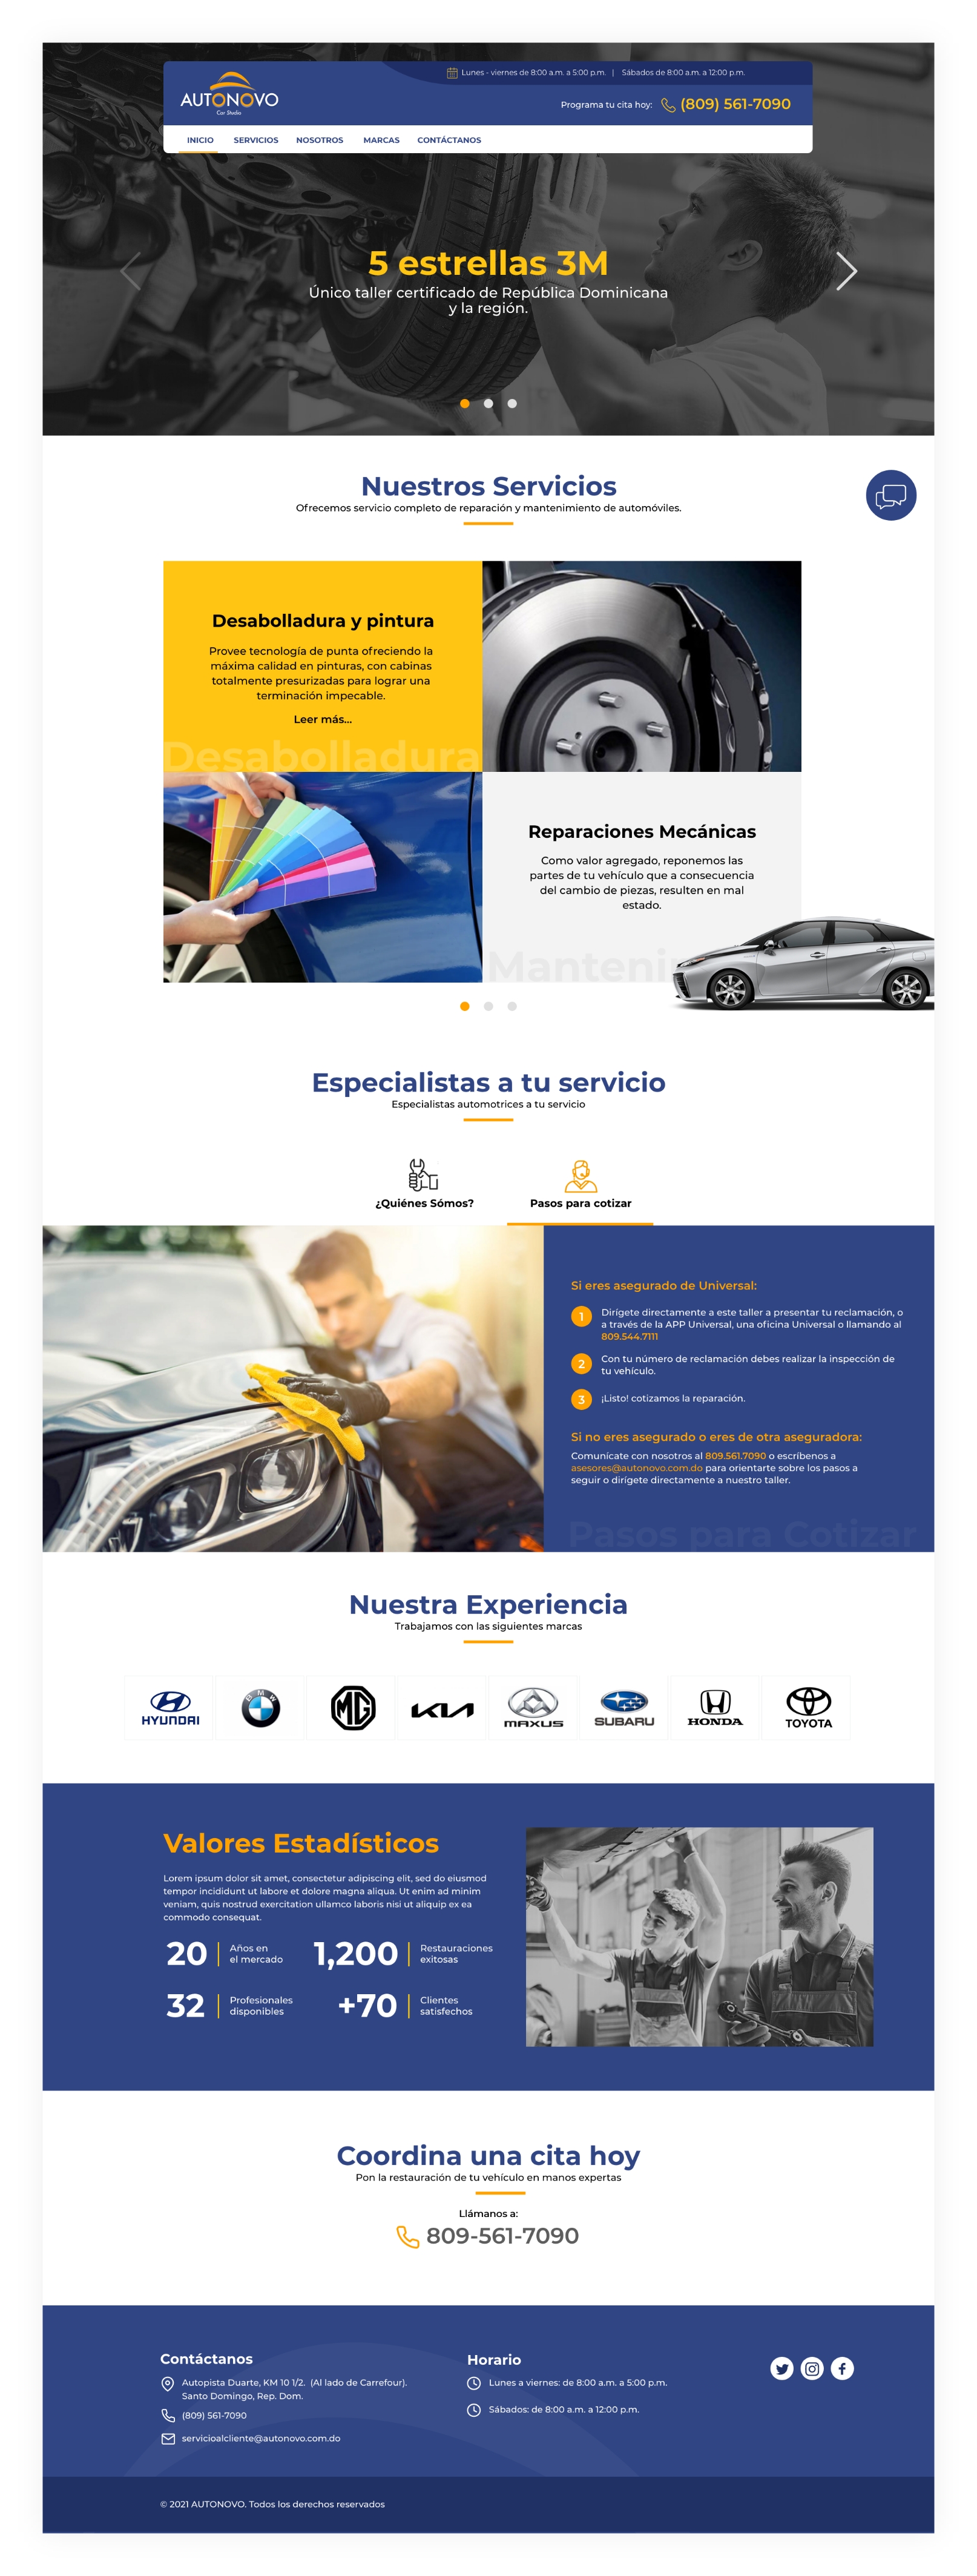 AUTONOVO
Car Studio
Lunes - viernes de 8:00 a.m. a 5:00 p.m. | Sábados de 8:00 a.m. a 12:00 p.m.
Programa tu cita hoy: (809) 561-7090
INICIO SERVICIOS NOSOTROS MARCAS CONTÁCTANOS
5 estrellas 3M
Único taller certificado de República Dominicana
y la región.
Nuestros Servicios
Ofrecemos servicio completo de reparación y mantenimiento de automóviles.
Desabolladura y pintura
Provee tecnología de punta ofreciendo la
máxima calidad en pinturas, con cabinas
totalmente presurizadas para lograr una
terminación impecable.
Leer más...
Desabolladura
Reparaciones Mecánicas
Como valor agregado, reponemos las
partes de tu vehículo que a consecuencia
del cambio de piezas, resulten en mal
estado.
Manteni
Especialistas a tu servicio
Especialistas automotrices a tu servicio
¿Quiénes Sómos?
Pasos para cotizar
Si eres asegurado de Universal:
1 Dirígete directamente a este taller a presentar tu reclamación, o
a través de la APP Universal, una oficina Universal o llamando al
809.544.7111
2 Con tu número de reclamación debes realizar la inspección de
tu vehículo.
3 ¡Listo! cotizamos la reparación.
Si no eres asegurado o eres de otra aseguradora:
Comunícate con nosotros al 809.561.7090 o escríbenos a
asesores@autonovo.com.do para orientarte sobre los pasos a
seguir o dirígete directamente a nuestro taller.
Pasos para Cotizar
Nuestra Experiencia
Trabajamos con las siguientes marcas
HYUNDAI
BMW
MG
KIA
MAXUS
SUBARU
HONDA
TOYOTA
Valores Estadísticos
Lorem ipsum dolor sit amet, consectetur adipiscing elit, sed do eiusmod
tempor incididunt ut labore et dolore magna aliqua. Ut enim ad minim
veniam, quis nostrud exercitation ullamco laboris nisi ut aliquip ex ea
commodo consequat.
20 Años en
el mercado
1,200 Restauraciones
exitosas
32 Profesionales
disponibles
+70 Clientes
satisfechos
Coordina una cita hoy
Pon la restauración de tu vehículo en manos expertas
Llámanos a:
809-561-7090
Contáctanos
Autopista Duarte, KM 10 1/2. (Al lado de Carrefour).
Santo Domingo, Rep. Dom.
(809) 561-7090
servicioalcliente@autonovo.com.do
Horario
Lunes a viernes: de 8:00 a.m. a 5:00 p.m.
Sábados: de 8:00 a.m. a 12:00 p.m.
© 2021 AUTONOVO. Todos los derechos reservados